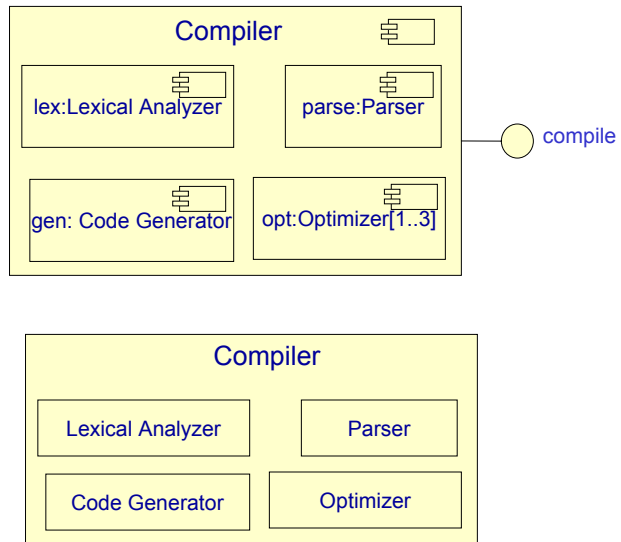 Compiler
lex:Lexical Analyzer
parse:Parser
compile
gen: Code Generator
opt:Optimizer[1..3]
Compiler
Lexical Analyzer
Parser
Code Generator
Optimizer